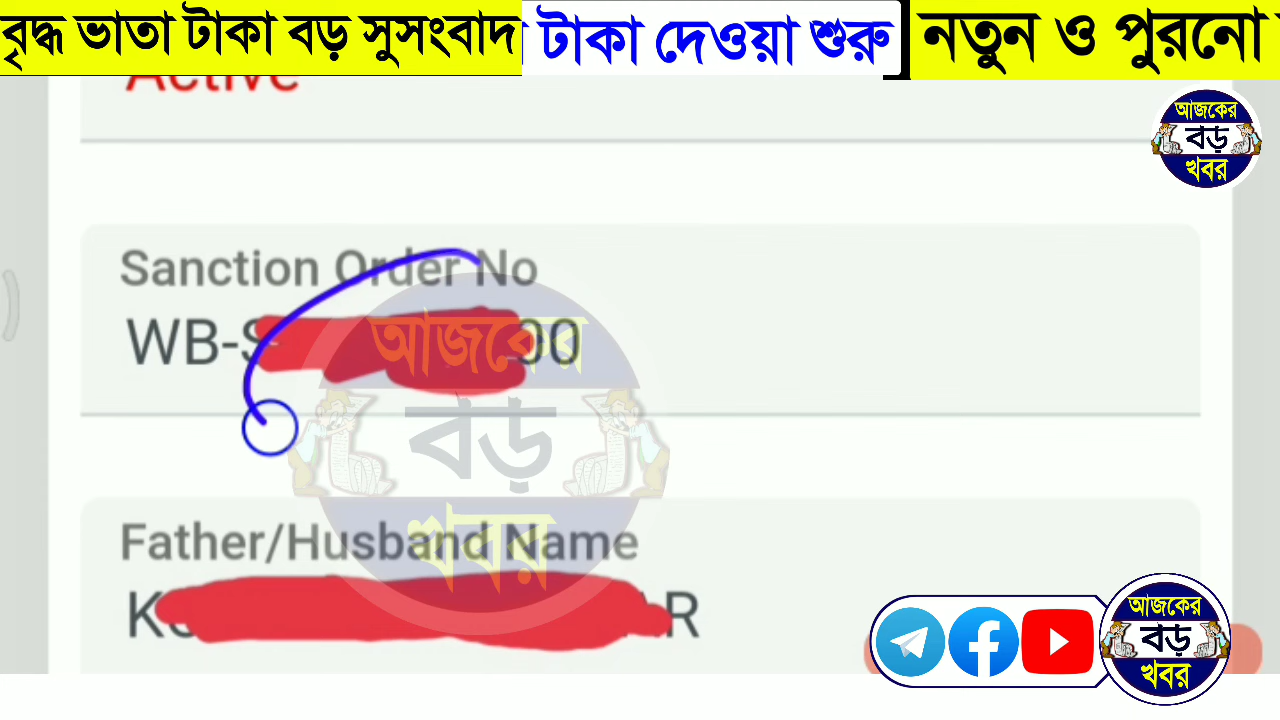 বৃদ্ধ ভাতা টাকা বড় সুসংবাদ
টাকা দেওয়া শুরু
নতুন ও পুরনো
Active
আজকের
বড়
খবর
Sanction Order No
WB-S 00
আজকের
বড়
খবর
Father/Husband Name
K R
আজকের
বড়
খবর